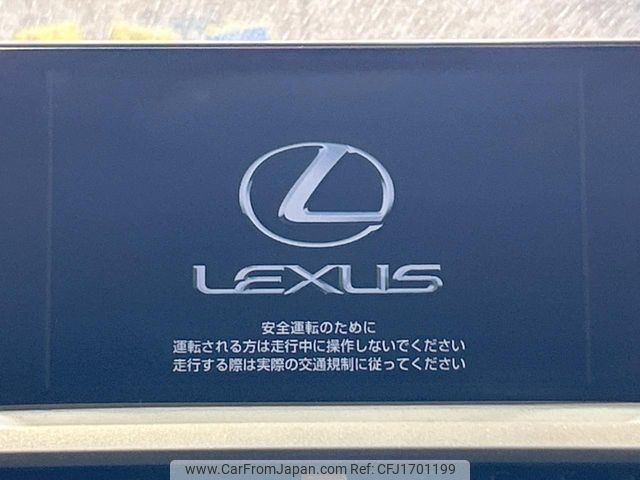 LEXUS
安全運転のために
運転される方は走行中に操作しないでください
走行する際は実際の交通規制に従ってください
www.CarFromJapan.com Ref No: CFJ1701199